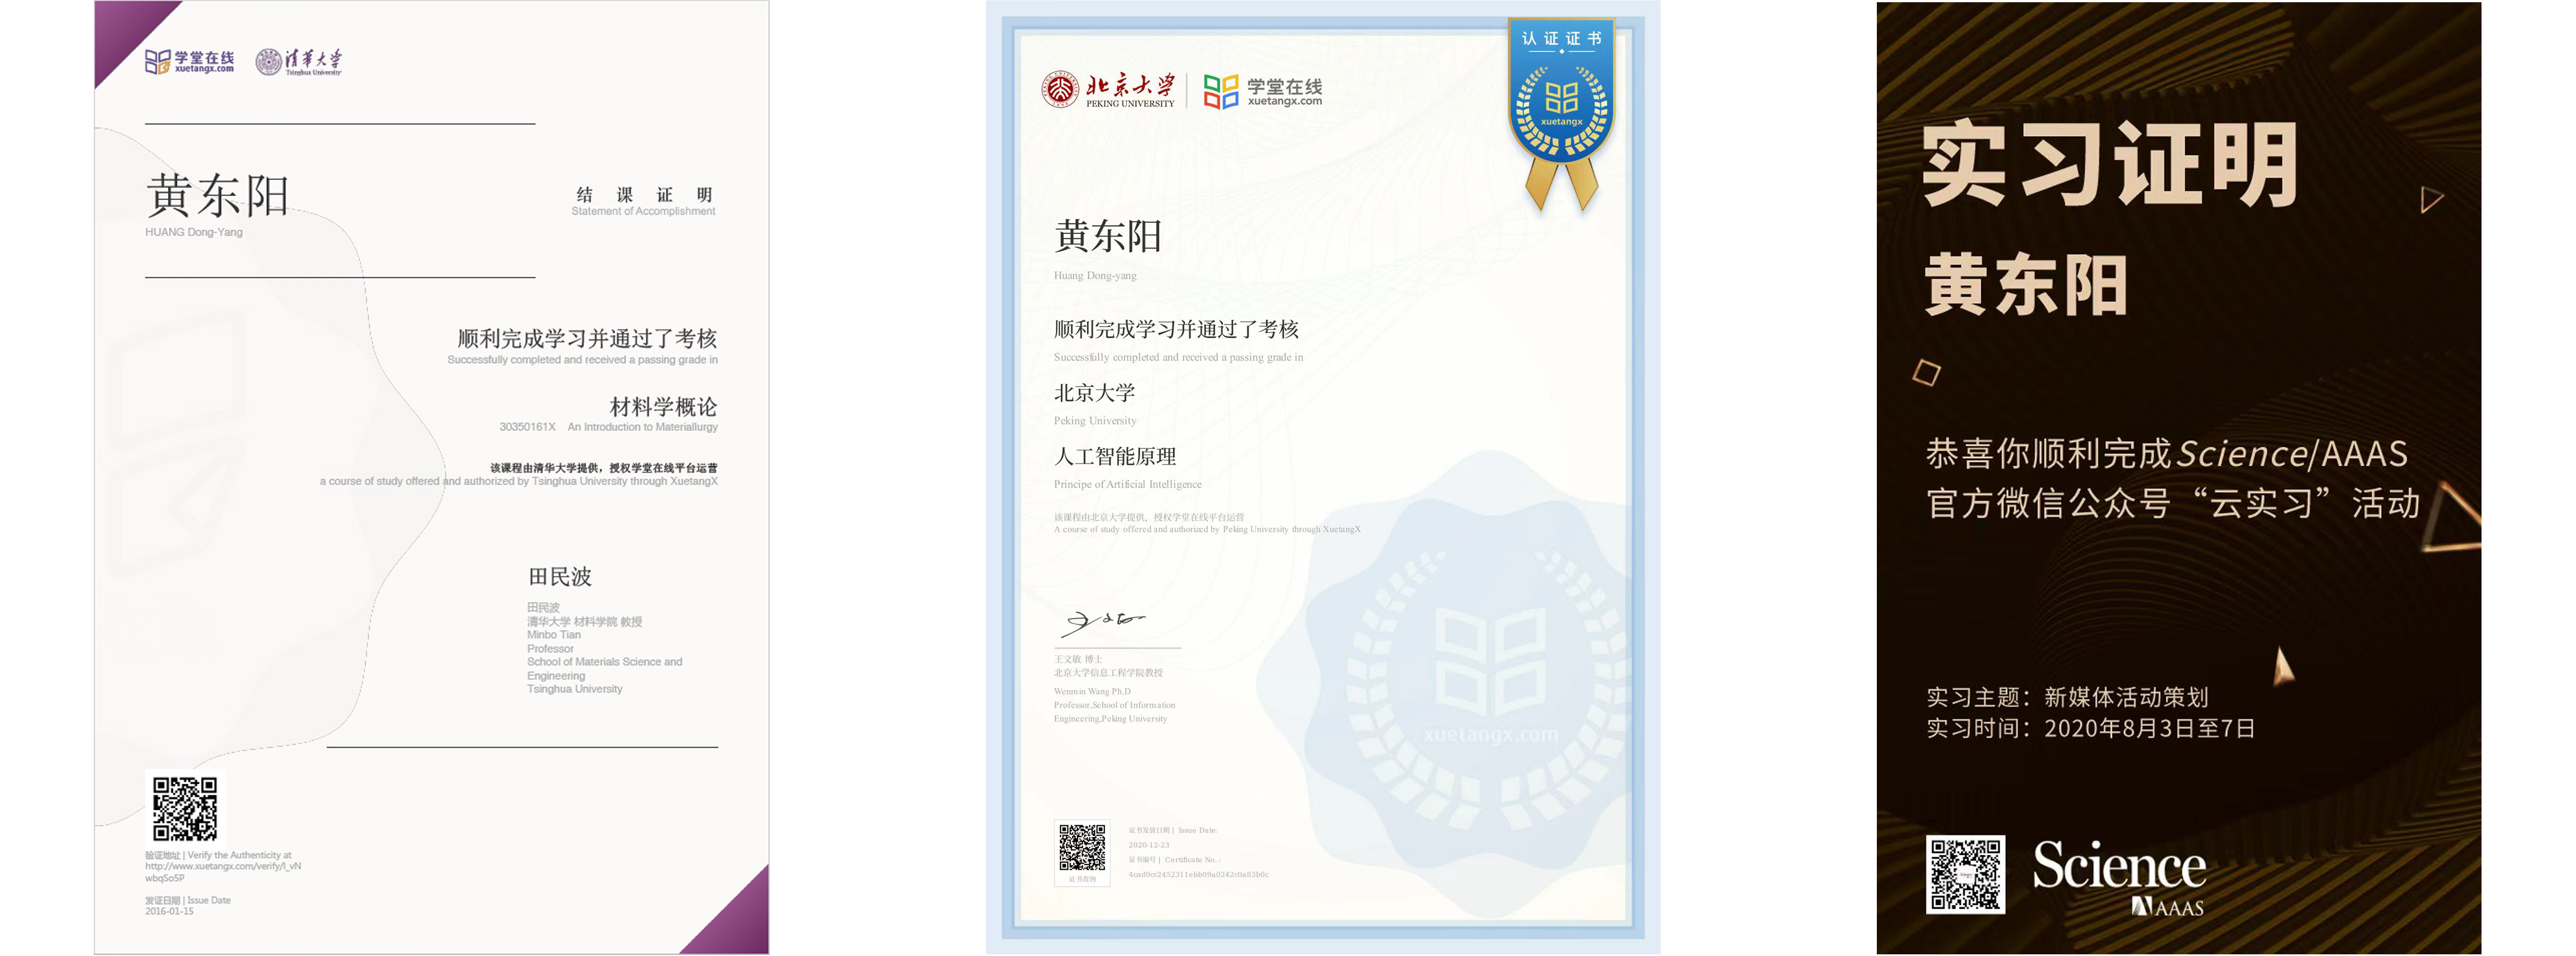 学堂在线
xuetangx.com
清华大学
Tsinghua University
黄东阳
HUANG Dong-Yang
结 课 证 明
Statement of Accomplishment
顺利完成学习并通过了考核
Successfully completed and received a passing grade in
材料学概论
30350161X An Introduction to Materiallurgy
该课程由清华大学提供，授权学堂在线平台运营
a course of study offered and authorized by Tsinghua University through XuetangX
田民波
田民波
清华大学 材料学院 教授
Minbo Tian
Professor
School of Materials Science and
Engineering
Tsinghua University
验证地址 | Verify the Authenticity at
http://www.xuetangx.com/verify/l_vN
wbqSo5P
发证日期 | Issue Date
2016-01-15
北京大学
PEKING UNIVERSITY
学堂在线
xuetangx.com
认证证书
xuetangx
黄东阳
Huang Dong-yang
顺利完成学习并通过了考核
Successfully completed and received a passing grade in
北京大学
Peking University
人工智能原理
Principe of Artificial Intelligence
该课程由北京大学提供，授权学堂在线平台运营
A course of study offered and authorized by Peking University through XuetangX
王文敏 博士
北京大学信息工程学院教授
Wenmin Wang Ph.D
Professor,School of Information
Engineering,Peking University
xuetangx.com
证书发放日期 | Issue Date:
2020-12-23
证书编号 | Certificate No.:
证书查询
实习证明
黄东阳
恭喜你顺利完成Science/AAAS
官方微信公众号“云实习”活动
实习主题：新媒体活动策划
实习时间：2020年8月3日至7日
Science
AAAS